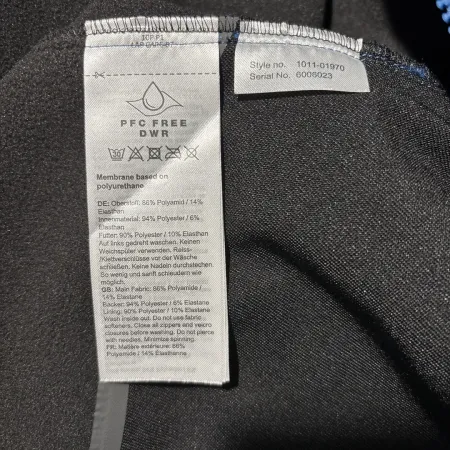 Style no. 1011-01970
Serial No. 6006023
PFC FREE
DWR
30
Membrane based on
polyurethane
DE: Oberstoff: 86% Polyamid / 14%
Elasthan
Innenmaterial: 94% Polyester / 6%
Elasthan
Futter: 90% Polyester / 10% Elasthan
Auf links gedreht waschen. Keinen
Weichspüler verwenden. Reiss-
/Klettverschlüsse vor der Wäsche
schließen. Keine Nadeln durchstechen.
So wenig und sanft schleudern wie
möglich.
GB: Main Fabric: 86% Polyamide /
14% Elastane
Backer: 94% Polyester / 6% Elastane
Lining: 90% Polyester / 10% Elastane
Wash inside out. Do not use fabric
softeners. Close all zippers and velcro
closures before washing. Do not pierce
with needles. Minimize spinning.
FR: Matière extérieure: 86%
Polyamide / 14% Elasthanne